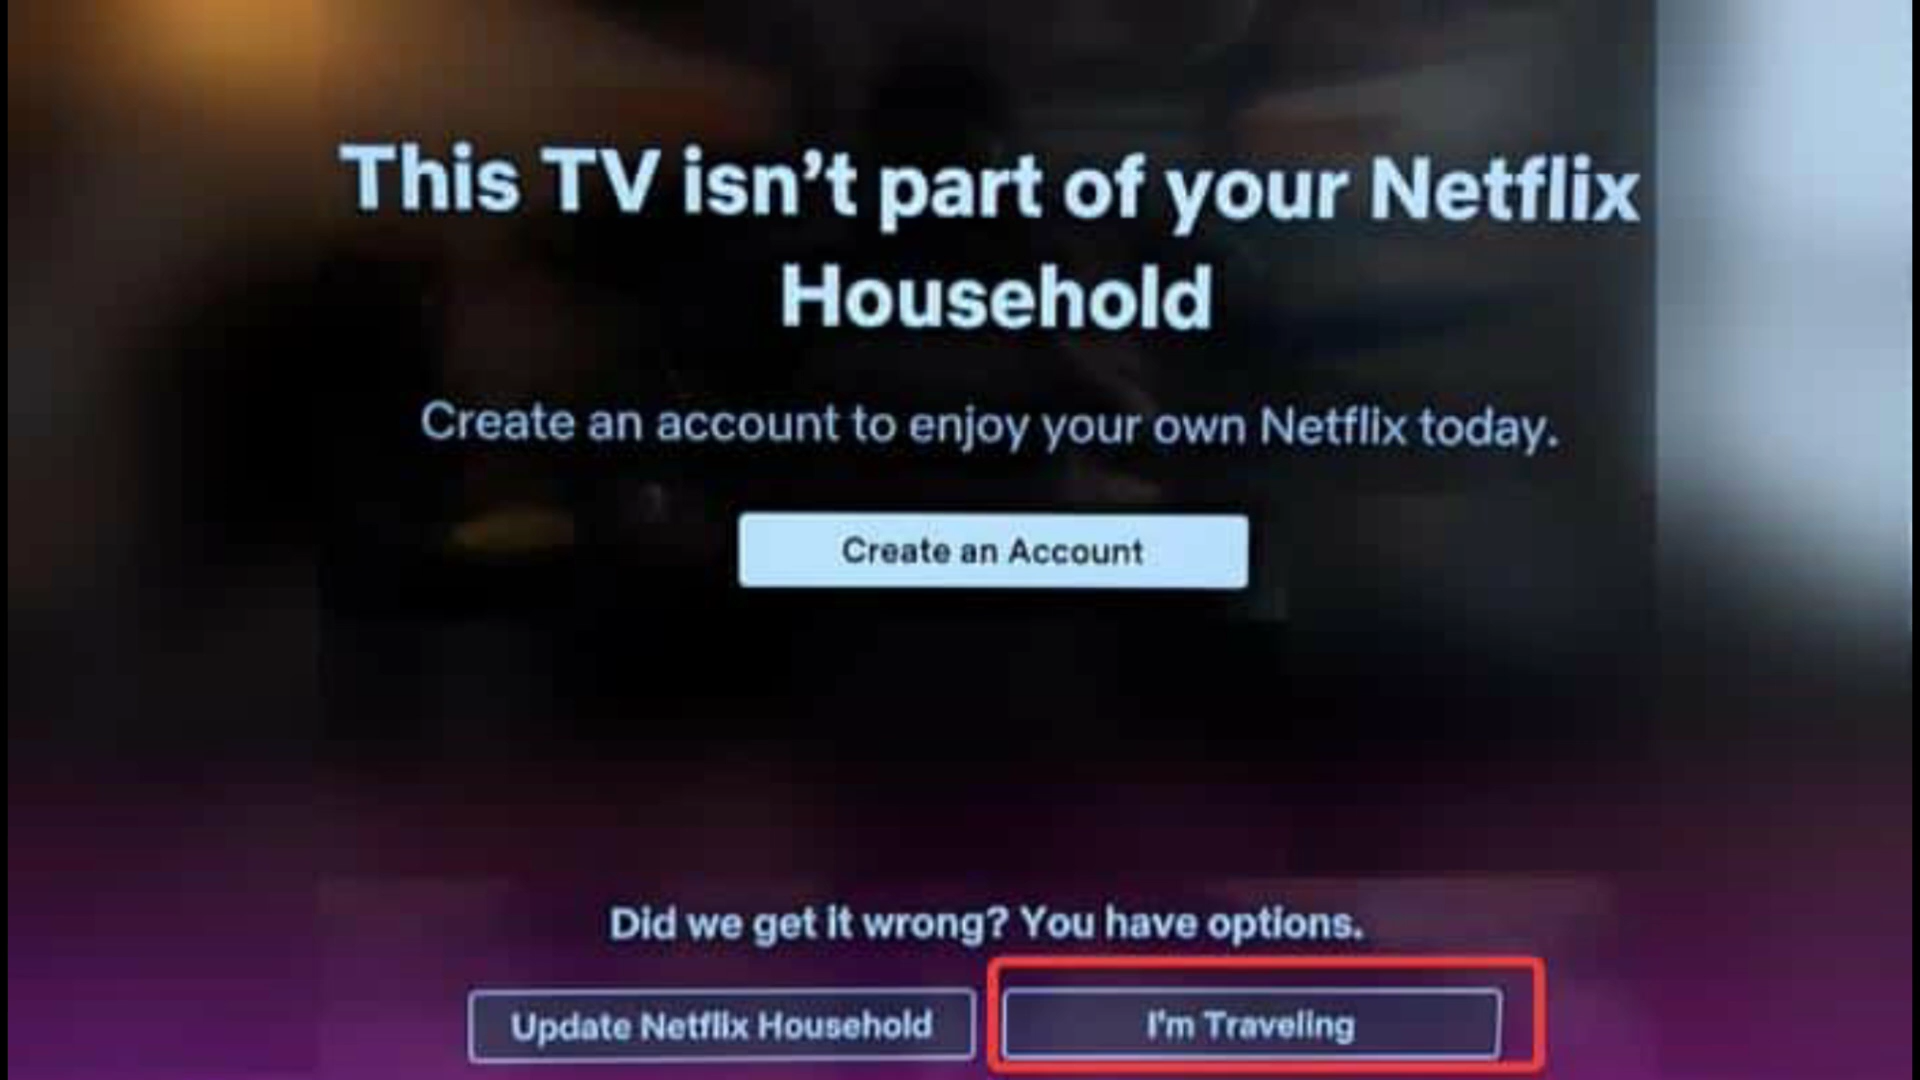 This TV isn't part of your Netflix
Household
Create an account to enjoy your own Netflix today.
Create an Account
Did we get it wrong? You have options.
Update Netflix Household
I'm Traveling